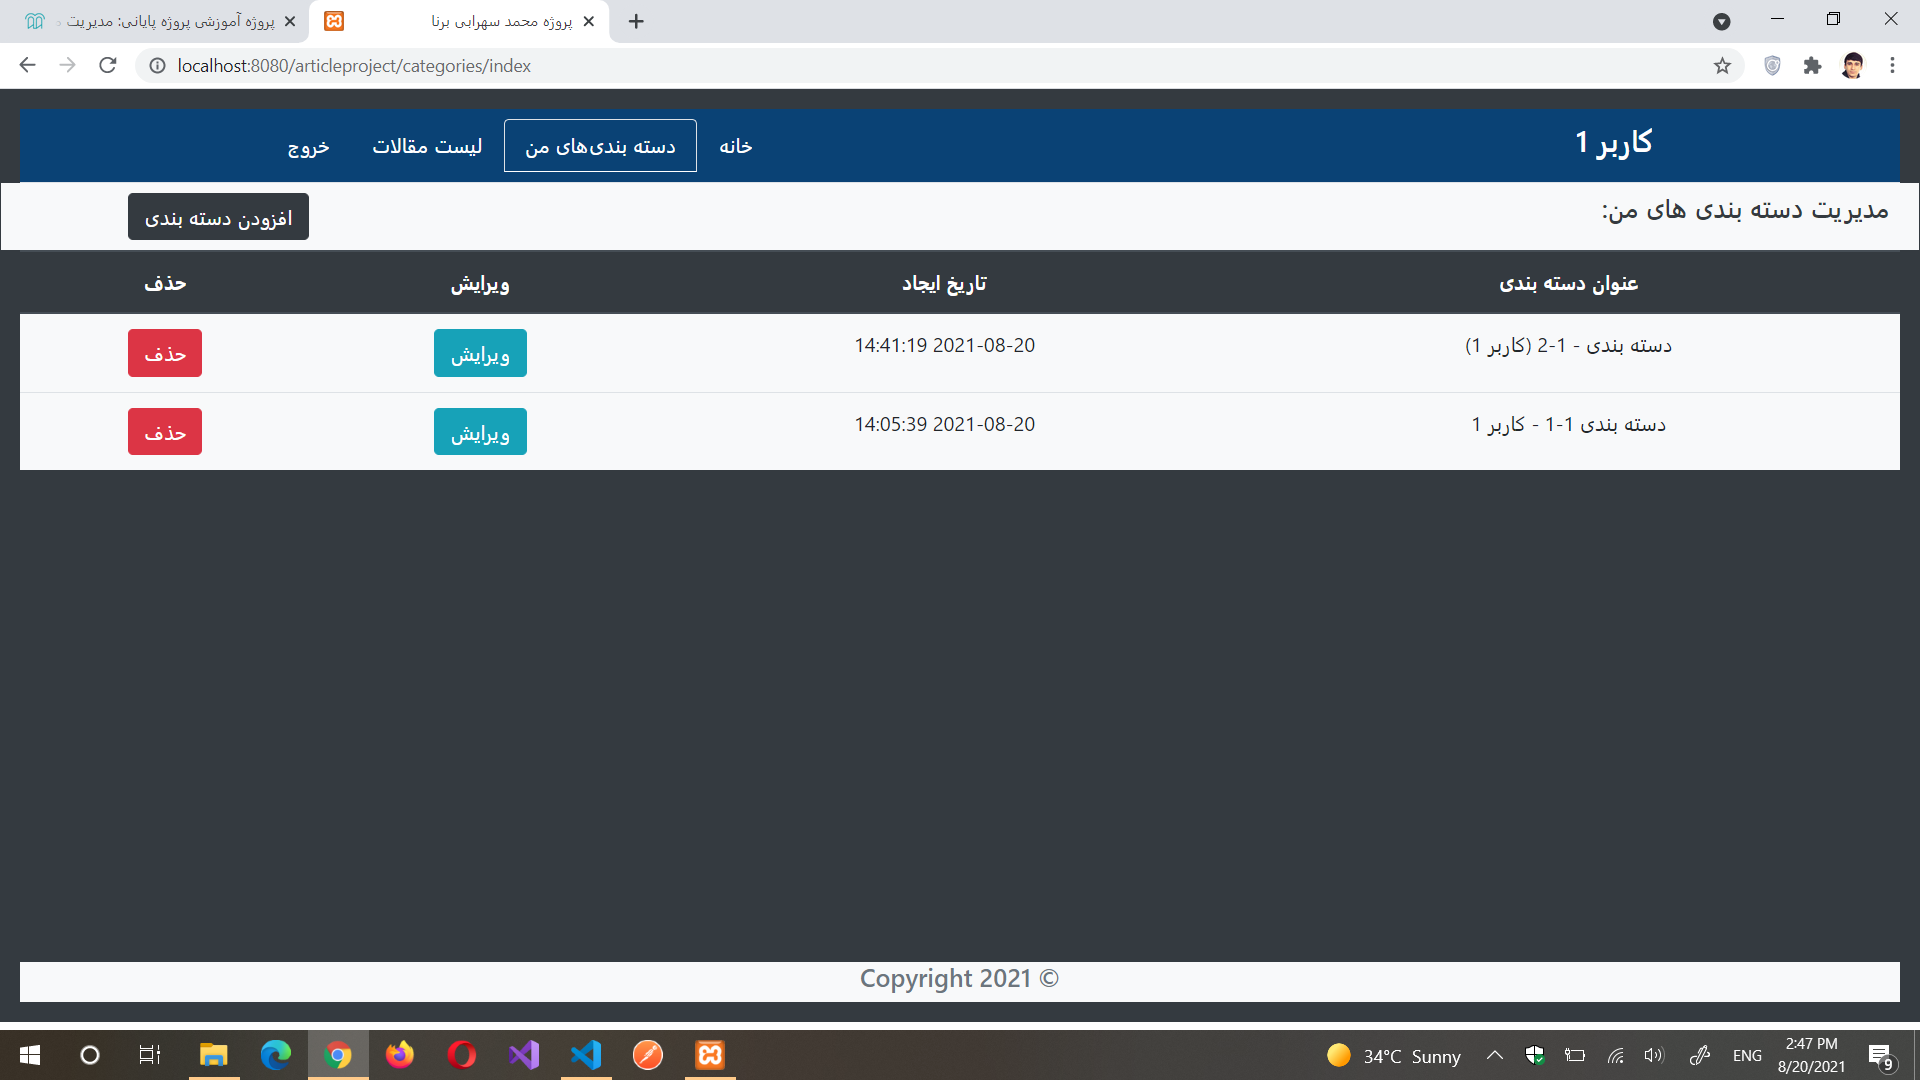 پروژه آموزشی پروژه پایانی: مدیریت
پروژه محمد سهرابی برنا
localhost:8080/articleproject/categories/index
کاربر 1
خانه
دسته بندی‌های من
لیست مقالات
خروج
مدیریت دسته بندی های من:
افزودن دسته بندی
عنوان دسته بندی تاریخ ایجاد ویرایش حذف
دسته بندی - 1-2 (کاربر 1) 2021-08-20 14:41:19 ویرایش حذف
دسته بندی 1-1 - کاربر 1 2021-08-20 14:05:39 ویرایش حذف
Copyright 2021 ©
34°C Sunny
ENG
2:47 PM
8/20/2021
9